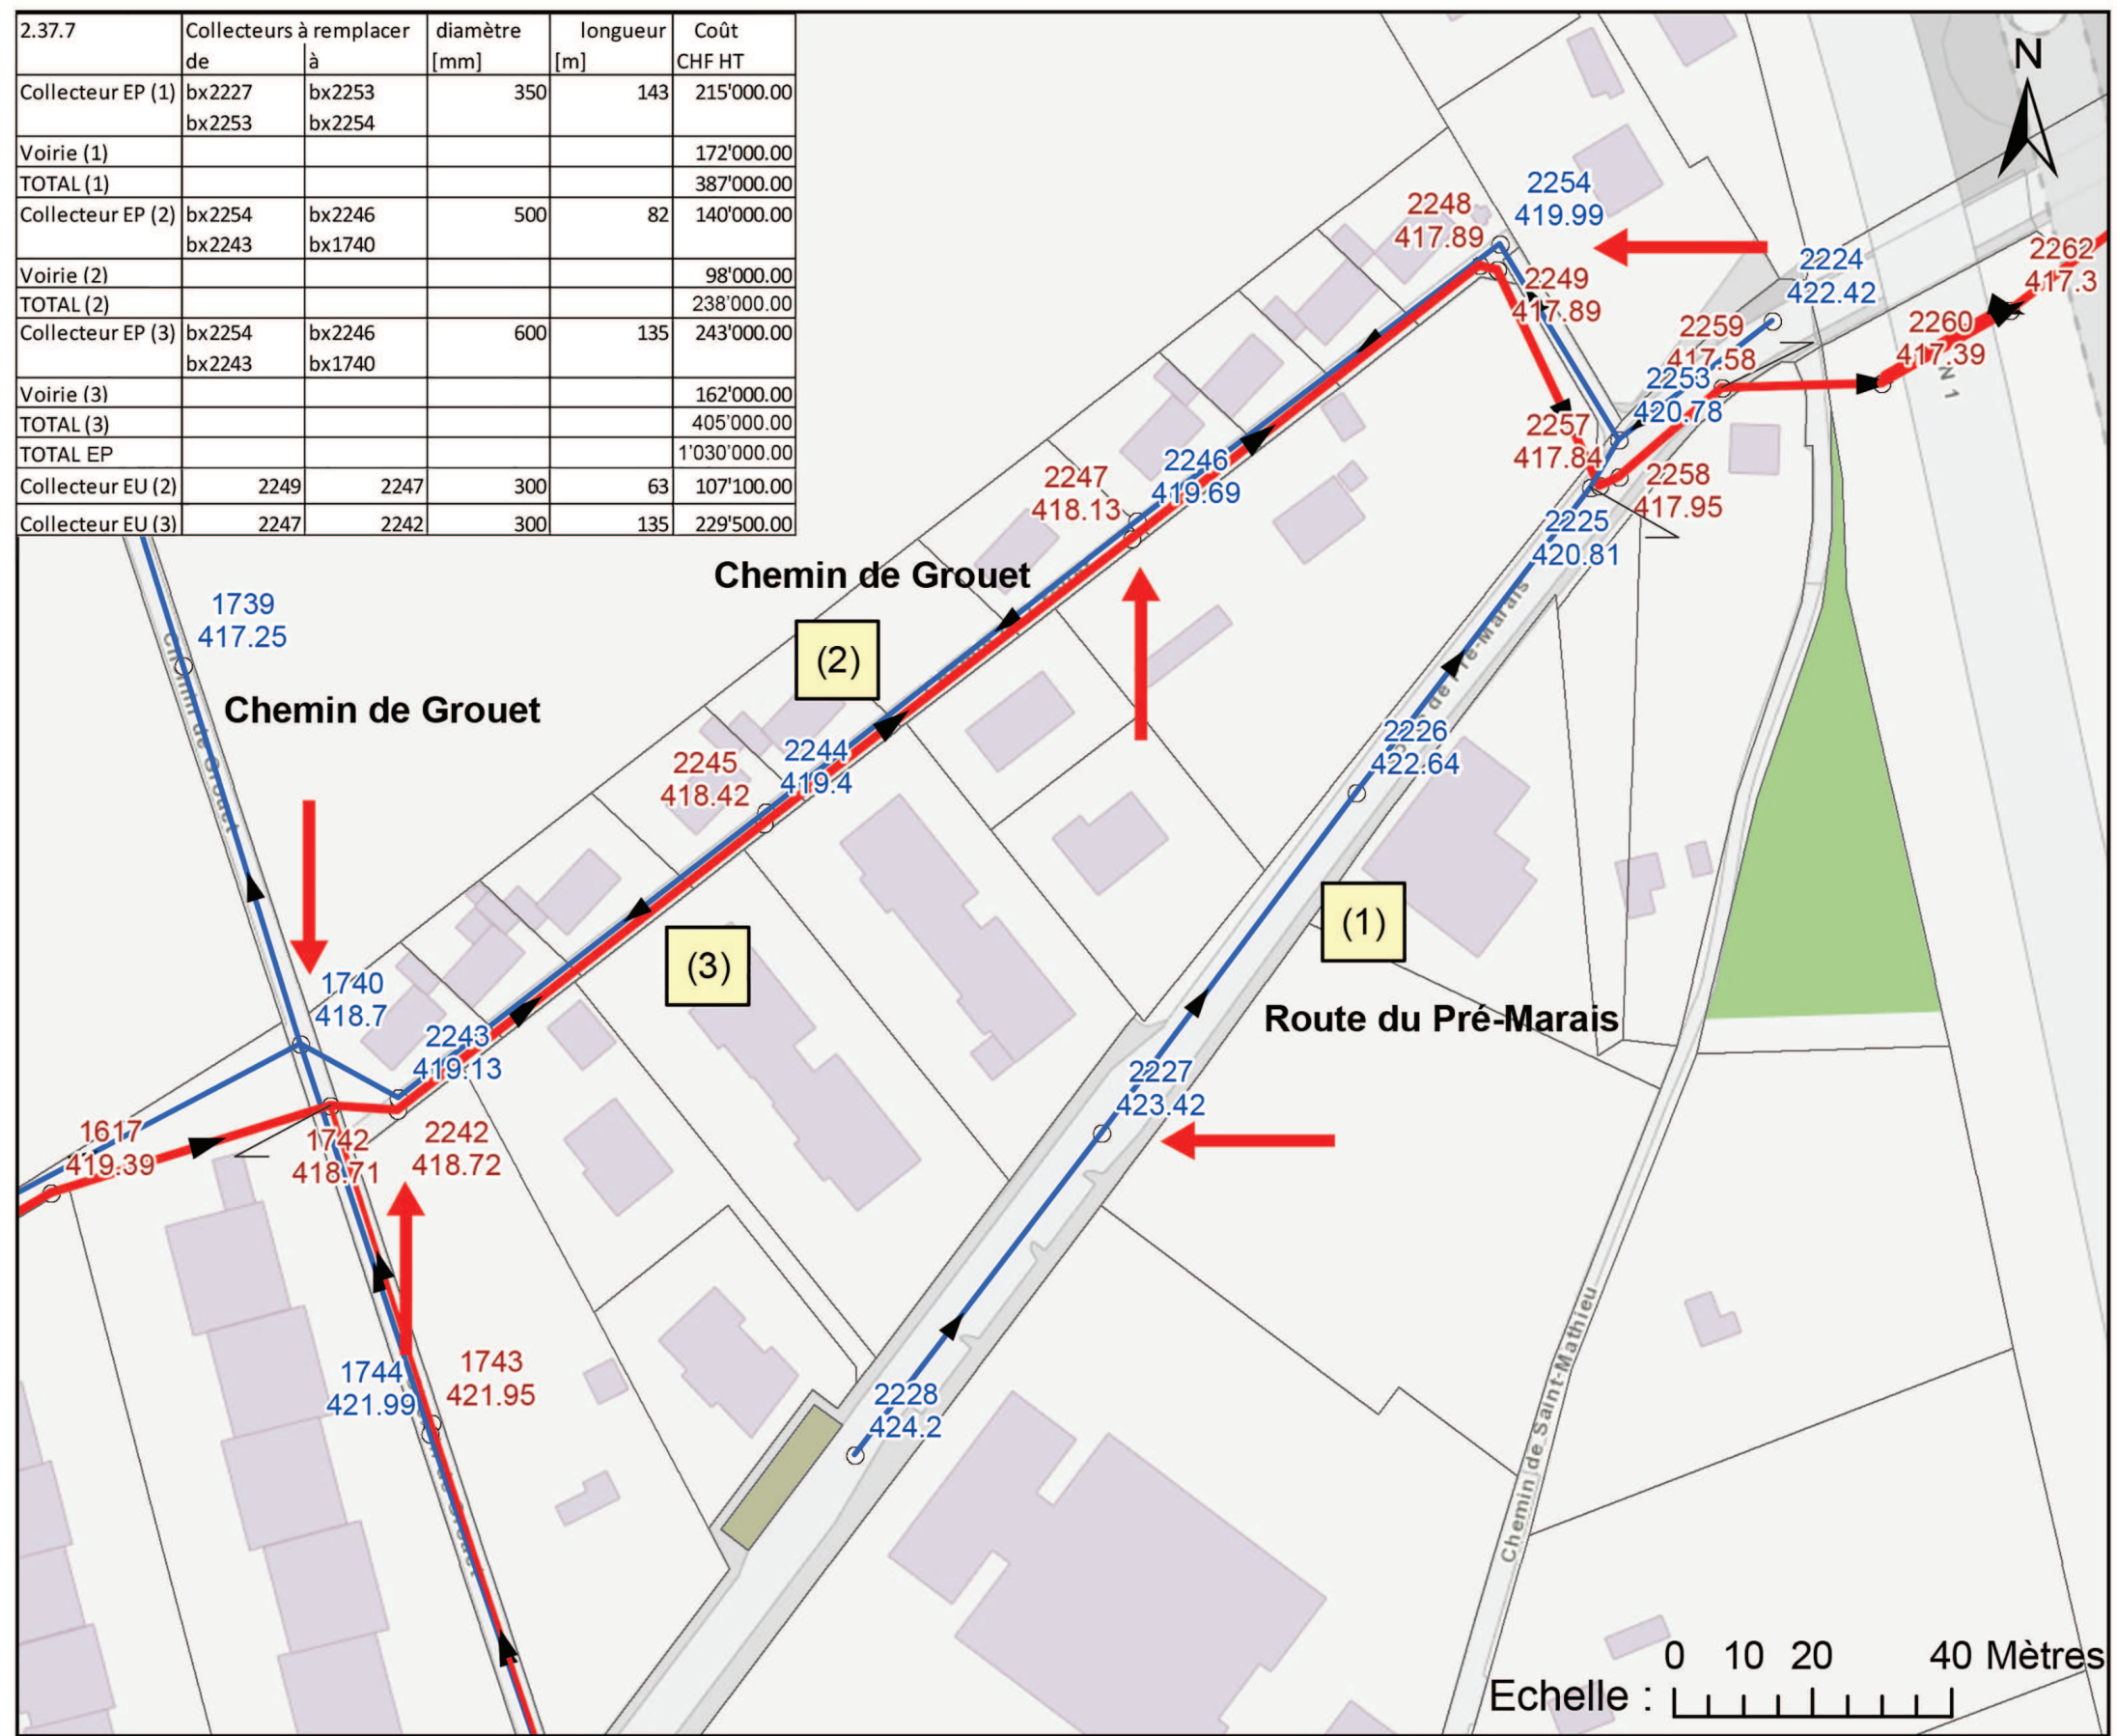 2.37.7 Collecteurs à remplacer diamètre longueur Coût
de à [mm] [m] CHF HT
Collecteur EP (1) bx2227 bx2253 350 143 215'000.00
bx2253 bx2254
Voirie (1) 172'000.00
TOTAL (1) 387'000.00
Collecteur EP (2) bx2254 bx2246 500 82 140'000.00
bx2243 bx1740
Voirie (2) 98'000.00
TOTAL (2) 238'000.00
Collecteur EP (3) bx2254 bx2246 600 135 243'000.00
bx2243 bx1740
Voirie (3) 162'000.00
TOTAL (3) 405'000.00
TOTAL EP 1'030'000.00
Collecteur EU (2) 2249 2247 300 63 107'100.00
Collecteur EU (3) 2247 2242 300 135 229'500.00
N
2254
419.99
2248
417.89
2249
417.89
2224
422.42
2262
417.3
2259
417.58
2260
417.39
N 1
2253
420.78
2257
417.84
2258
417.95
2225
420.81
2246
419.69
2247
418.13
Chemin de Grouet
1739
417.25
Chemin de Grouet
Chemin de Grouet
(2)
de Pré-Marais
2226
422.64
2244
419.4
2245
418.42
(1)
(3)
1740
418.7
Route du Pré-Marais
2243
419.13
2227
423.42
1617
419.39
1742
418.71
2242
418.72
1744
421.99
1743
421.95
2228
424.2
Chemin de Saint-Mathieu
0 10 20 40 Mètres
Echelle :